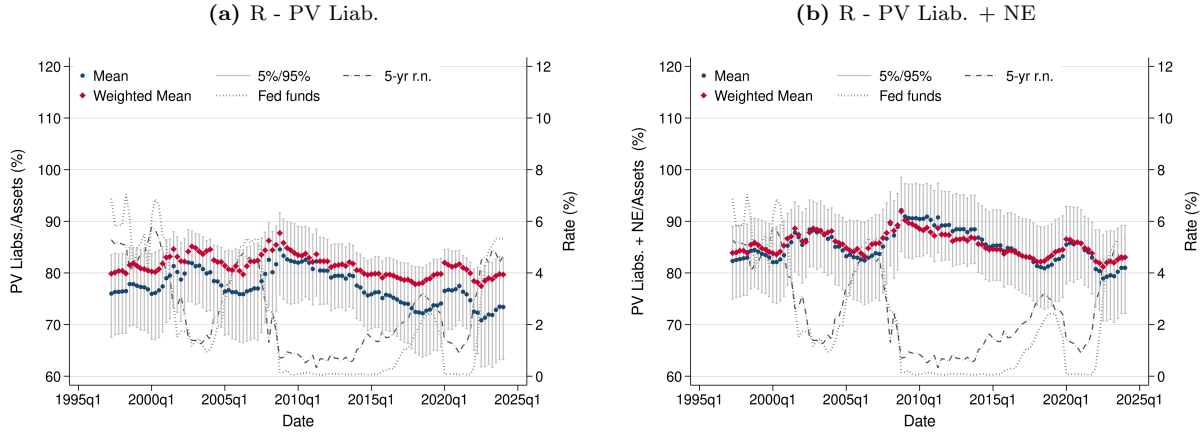 (a) R - PV Liab.
120
110
100
90
80
70
60
PV Liabs./Assets (%)
Mean
Weighted Mean
5%/95%
Fed funds
5-yr r.n.
12
10
8
6
4
2
0
Rate (%)
1995q1 2000q1 2005q1 2010q1 2015q1 2020q1 2025q1
Date
(b) R - PV Liab. + NE
120
110
100
90
80
70
60
PV Liabs. + NE/Assets (%)
Mean
Weighted Mean
5%/95%
Fed funds
5-yr r.n.
12
10
8
6
4
2
0
Rate (%)
1995q1 2000q1 2005q1 2010q1 2015q1 2020q1 2025q1
Date